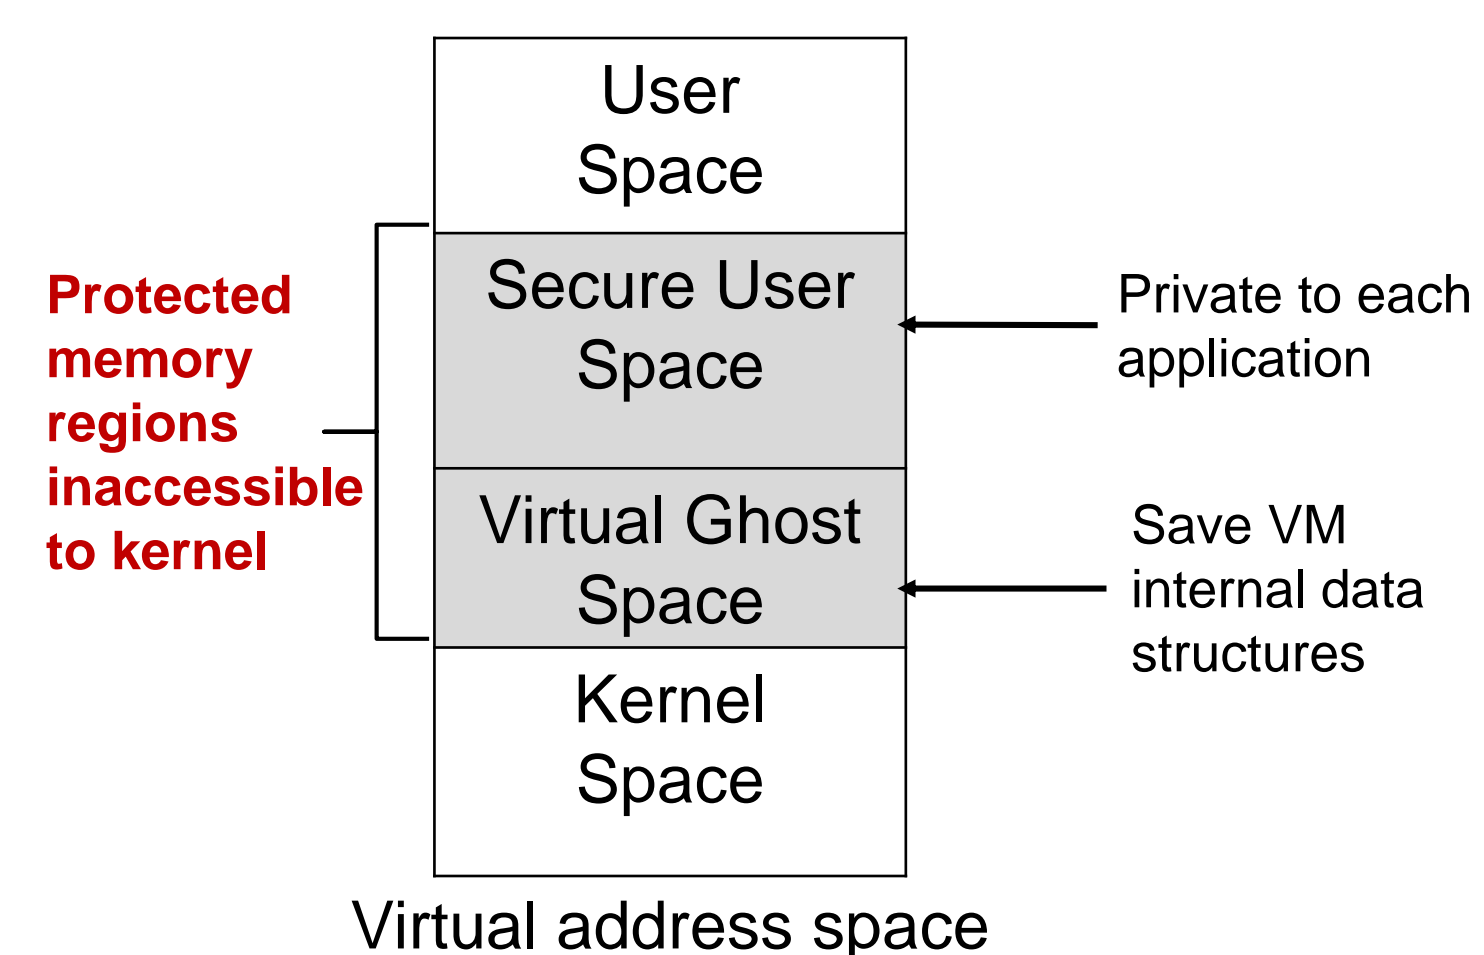 User
Space
Protected
memory
regions
inaccessible
to kernel
Secure User
Space
Private to each
application
Virtual Ghost
Space
Save VM
internal data
structures
Kernel
Space
Virtual address space